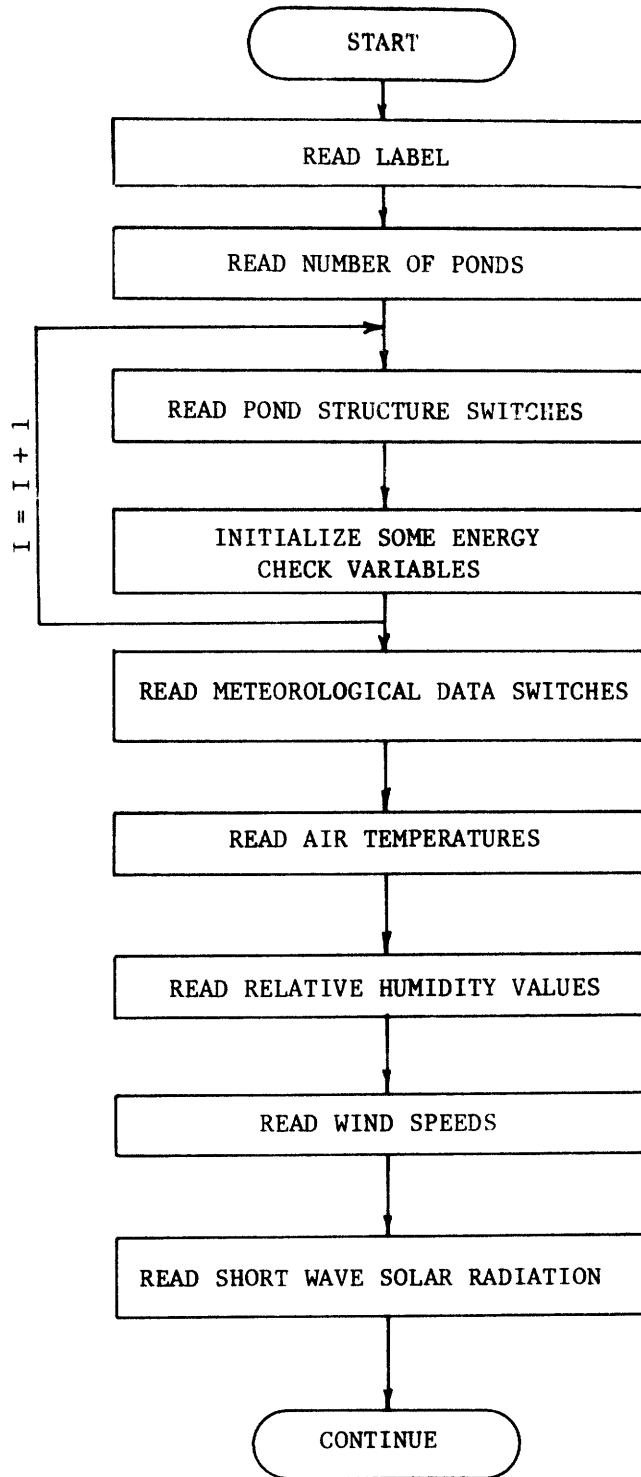 START
READ LABEL
READ NUMBER OF PONDS
READ POND STRUCTURE SWITCHES
I = I + 1
INITIALIZE SOME ENERGY
CHECK VARIABLES
READ METEOROLOGICAL DATA SWITCHES
READ AIR TEMPERATURES
READ RELATIVE HUMIDITY VALUES
READ WIND SPEEDS
READ SHORT WAVE SOLAR RADIATION
CONTINUE